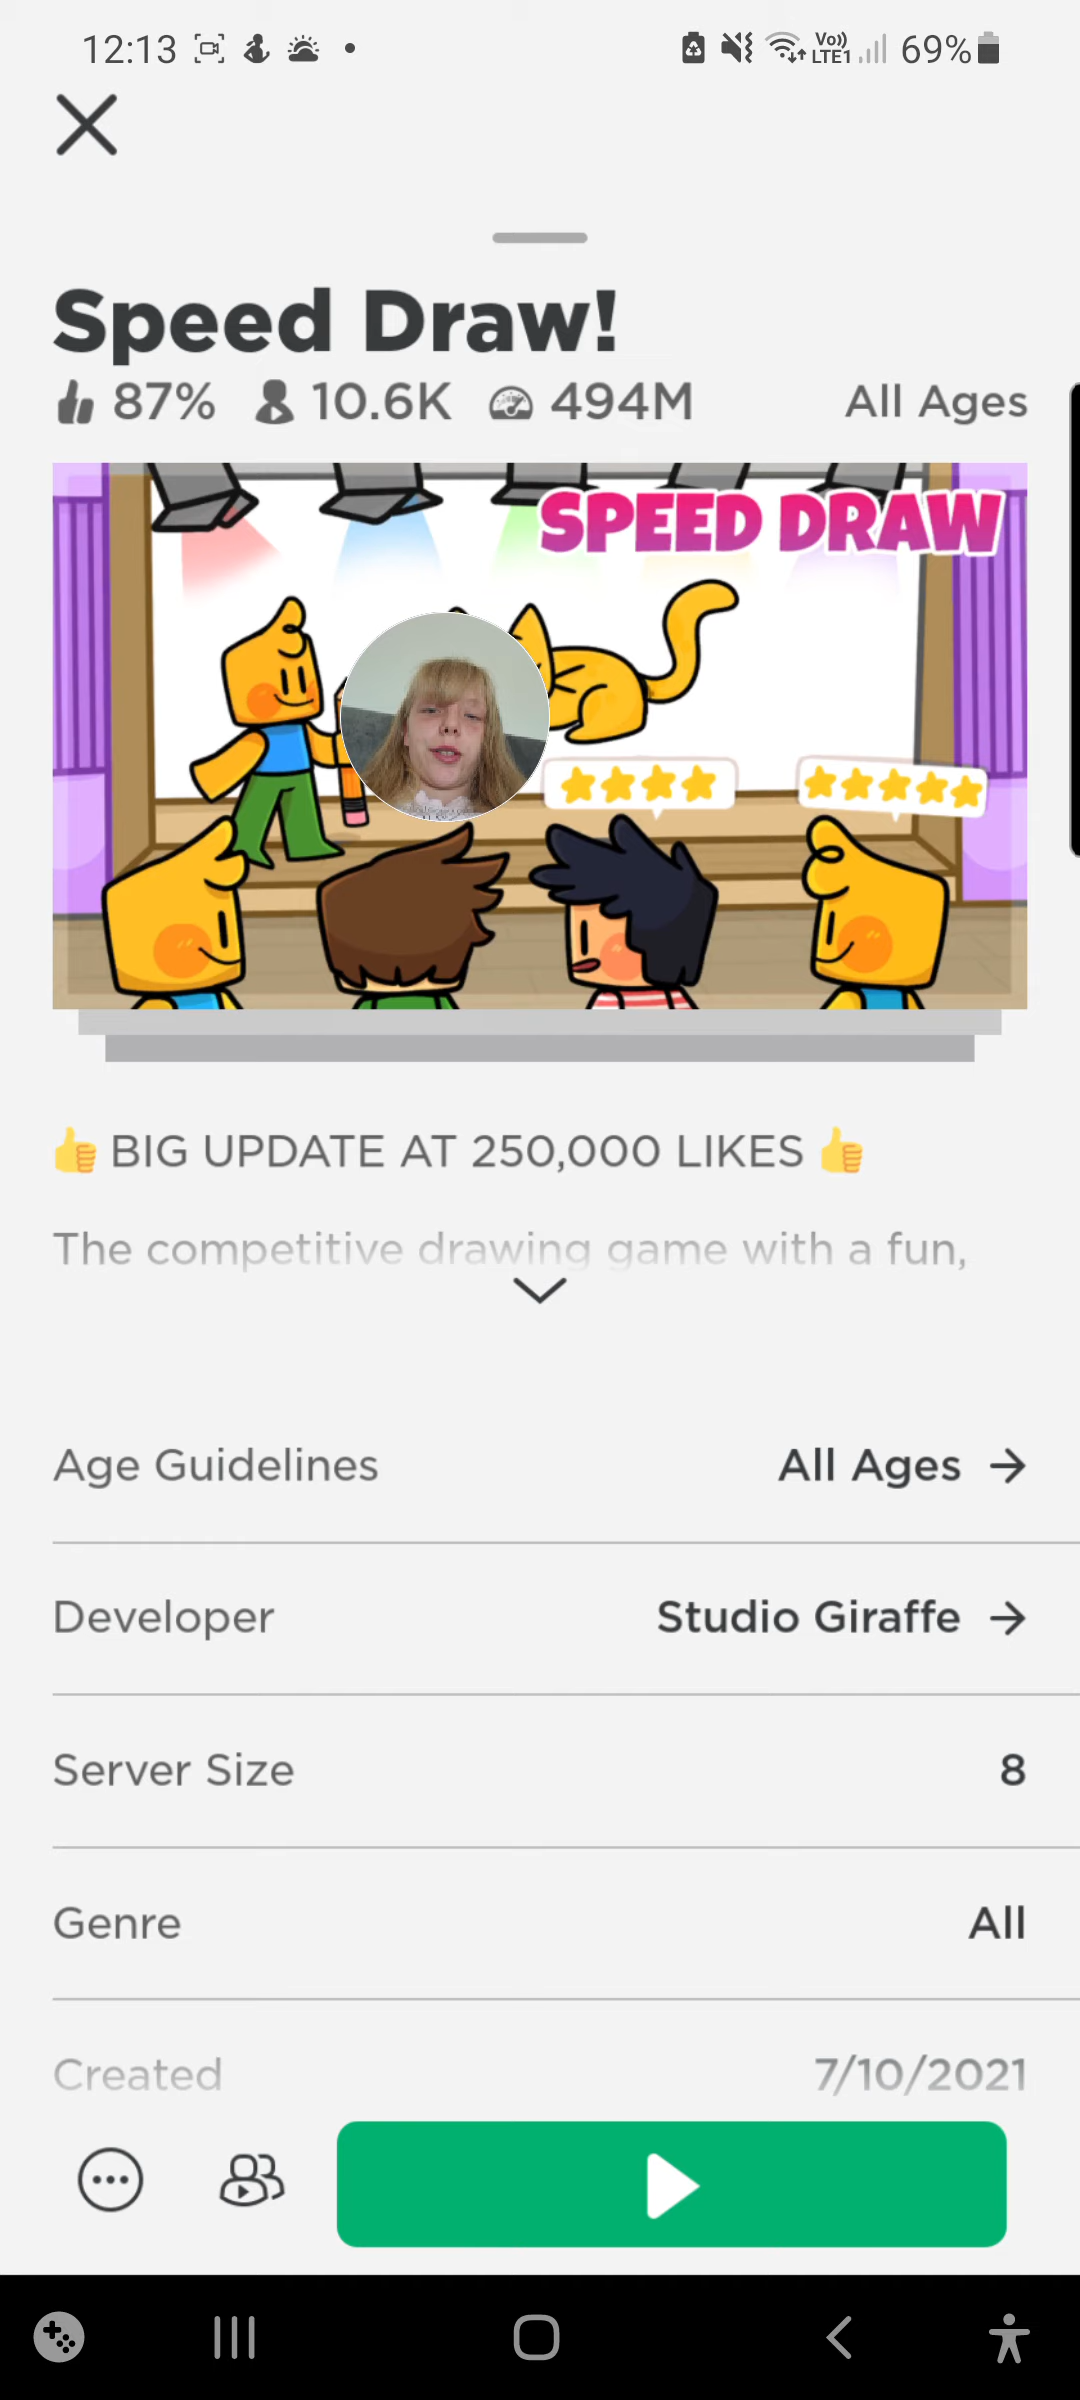 12:13 Vo)) LTE1 69%
Speed Draw!
87% 10.6K 494M All Ages
SPEED DRAW
👍 BIG UPDATE AT 250,000 LIKES 👍
The competitive drawing game with a fun,
Age Guidelines All Ages →
Developer Studio Giraffe →
Server Size 8
Genre All
Created 7/10/2021